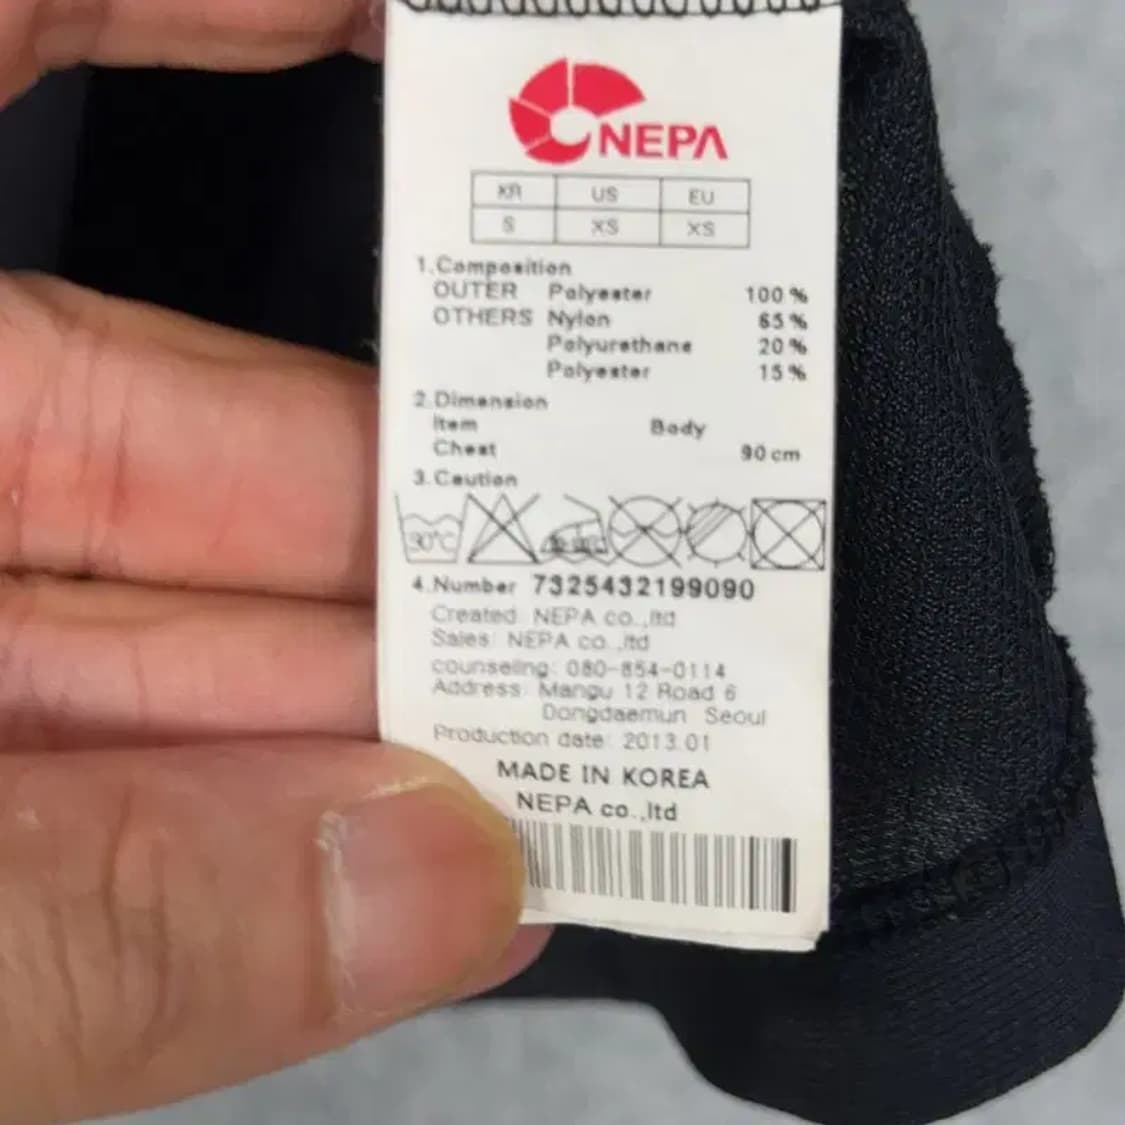 NEPA
KR US EU
S XS XS
1.Composition
OUTER Polyester 100 %
OTHERS Nylon 65 %
Polyurethane 20 %
Polyester 15 %
2.Dimension
Item Body
Chest 90 cm
3.Caution
4.Number 7325432199090
Created: NEPA co.,ltd
Sales: NEPA co.,ltd
counseling: 080-854-0114
Address: Mangu 12 Road 6
Dongdaemun Seoul
Production date: 2013.01
MADE IN KOREA
NEPA co.,ltd